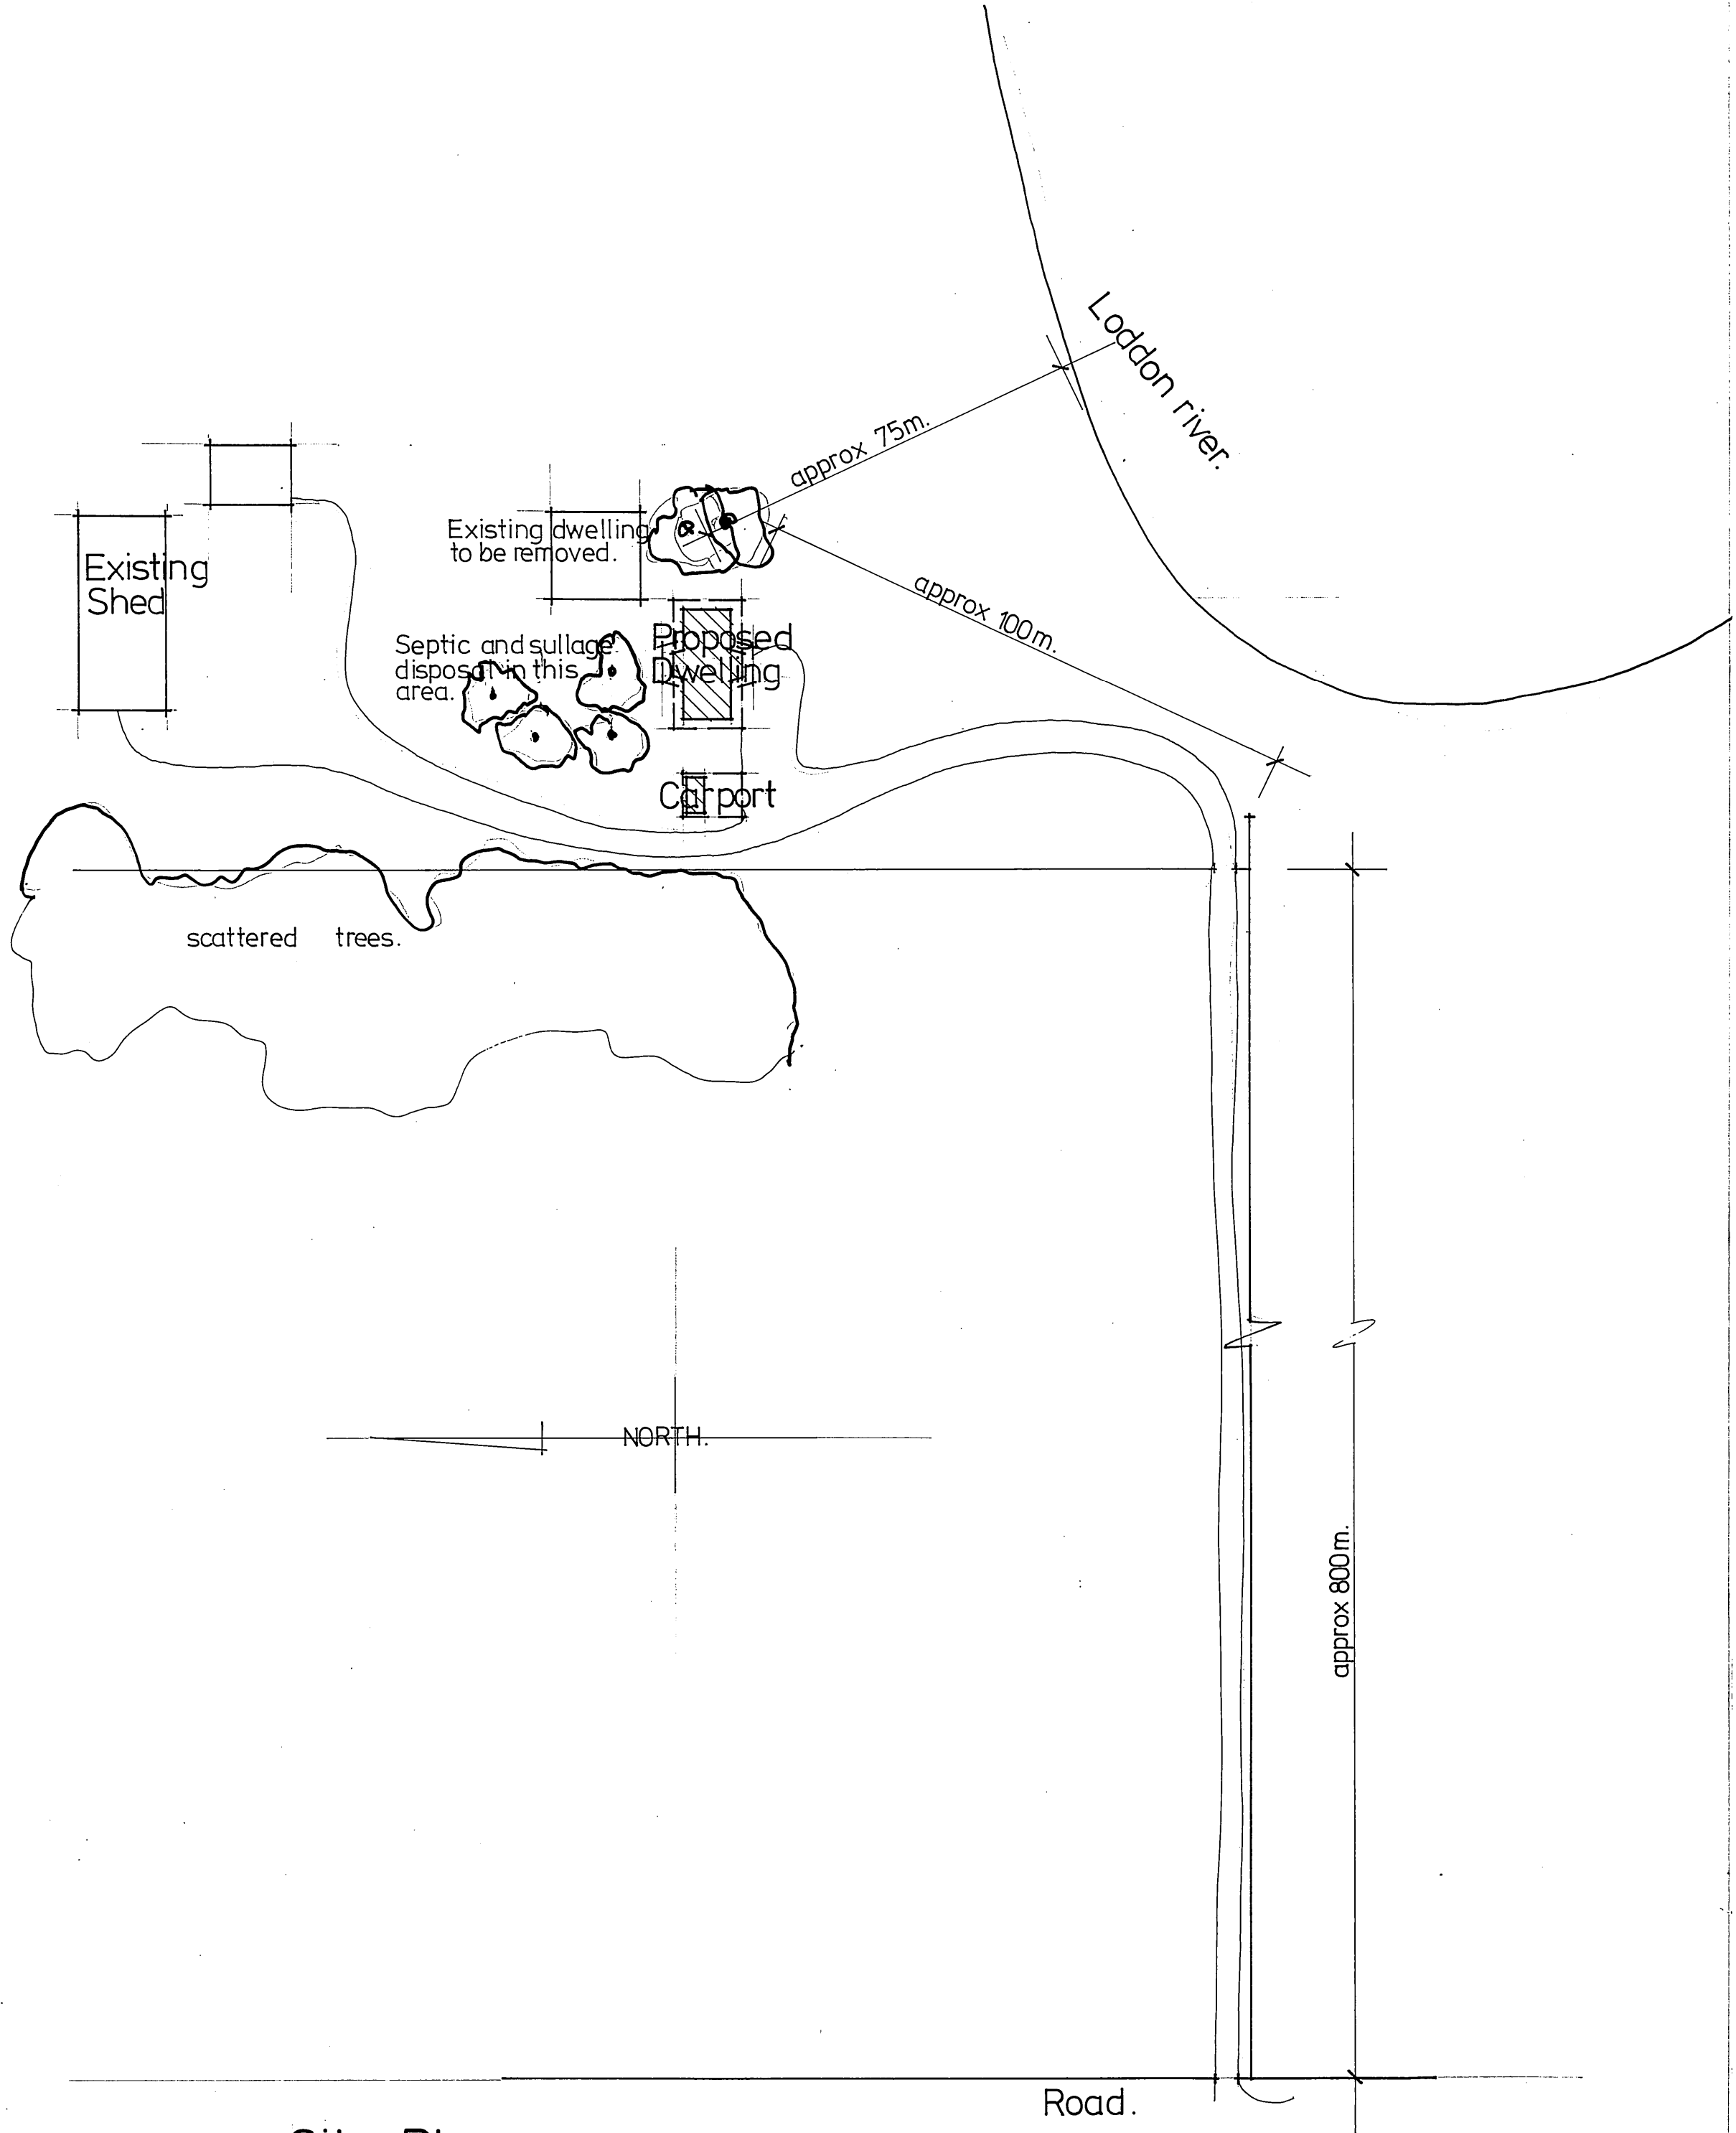 Loddon river.
approx 75m.
Existing dwelling
to be removed.
Existing
Shed
approx 100m.
Septic and sullage
disposal in this
area.
Proposed
Dwelling
Carport
scattered trees.
NORTH.
approx 800m.
Road.